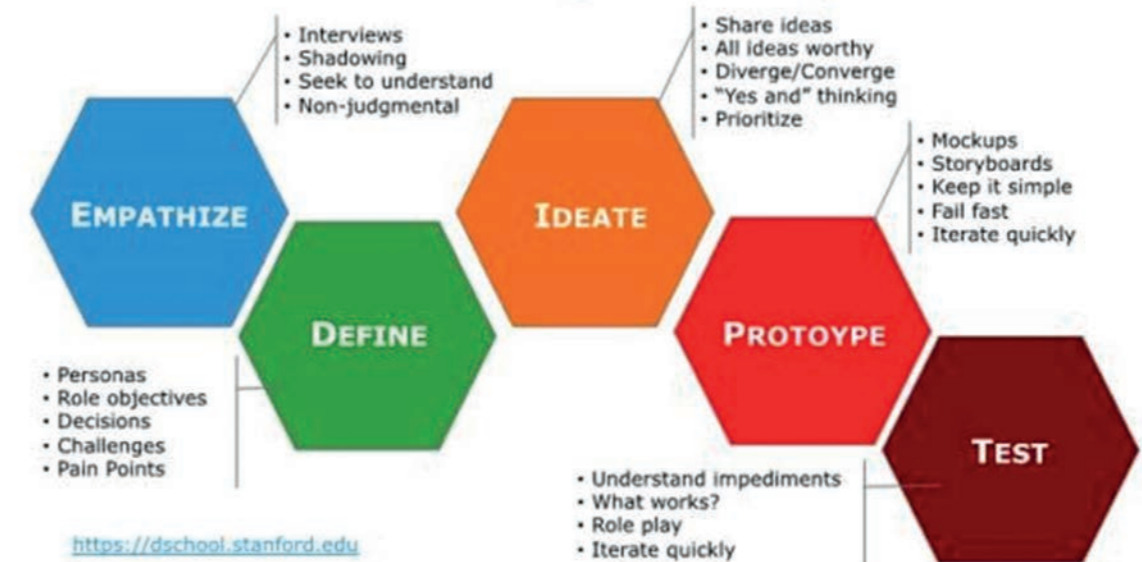 • Interviews
• Shadowing
• Seek to understand
• Non-judgmental
EMPATHIZE
• Personas
• Role objectives
• Decisions
• Challenges
• Pain Points
DEFINE
• Share ideas
• All ideas worthy
• Diverge/Converge
• “Yes and” thinking
• Prioritize
IDEATE
• Mockups
• Storyboards
• Keep it simple
• Fail fast
• Iterate quickly
PROTOYPE
• Understand impediments
• What works?
• Role play
• Iterate quickly
TEST
https://dschool.stanford.edu